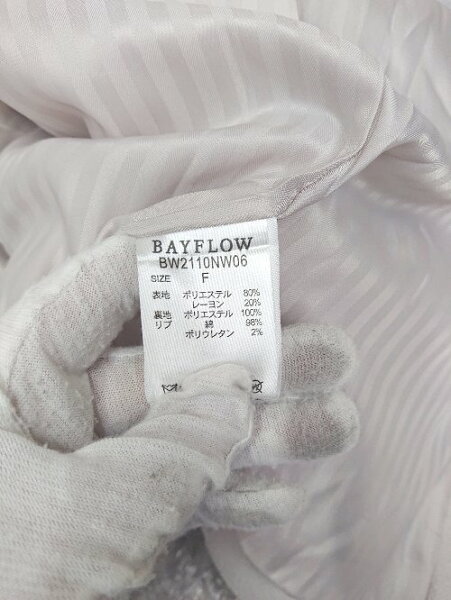 BAYFLOW
BW2110NW06
SIZE F
表地 ポリエステル 80%
レーヨン 20%
裏地 ポリエステル 100%
リブ 綿 98%
ポリウレタン 2%